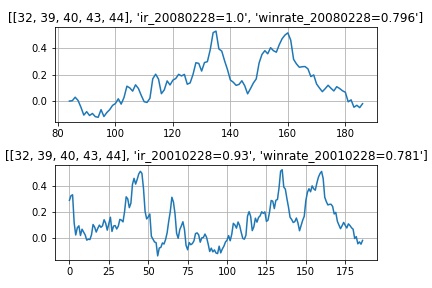 [[32, 39, 40, 43, 44], 'ir_20080228=1.0', 'winrate_20080228=0.796']
0.4
0.2
0.0
80 100 120 140 160 180
[[32, 39, 40, 43, 44], 'ir_20010228=0.93', 'winrate_20010228=0.781']
0.4
0.2
0.0
0 25 50 75 100 125 150 175